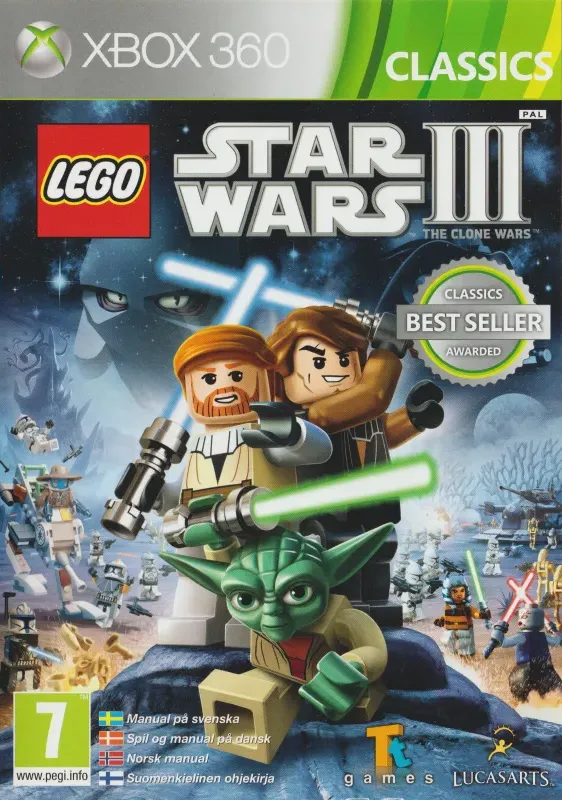 XBOX 360
CLASSICS
PAL
LEGO
STAR WARS III
THE CLONE WARS™
CLASSICS
BEST SELLER
AWARDED
7
www.pegi.info
Manual på svenska
Spil og manual på dansk
Norsk manual
Suomenkielinen ohjekirja
Tt
games
LUCASARTS